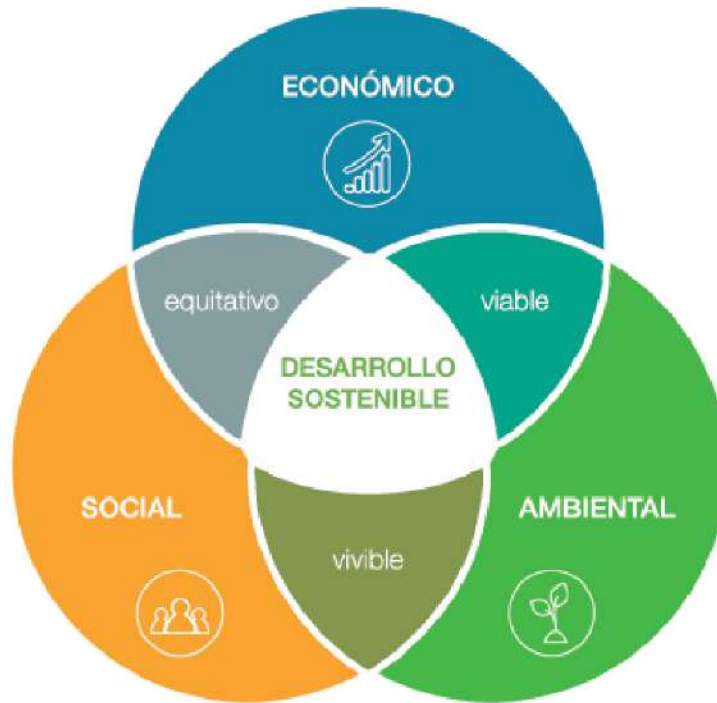 ECONÓMICO
equitativo
viable
DESARROLLO
SOSTENIBLE
SOCIAL
AMBIENTAL
vivible